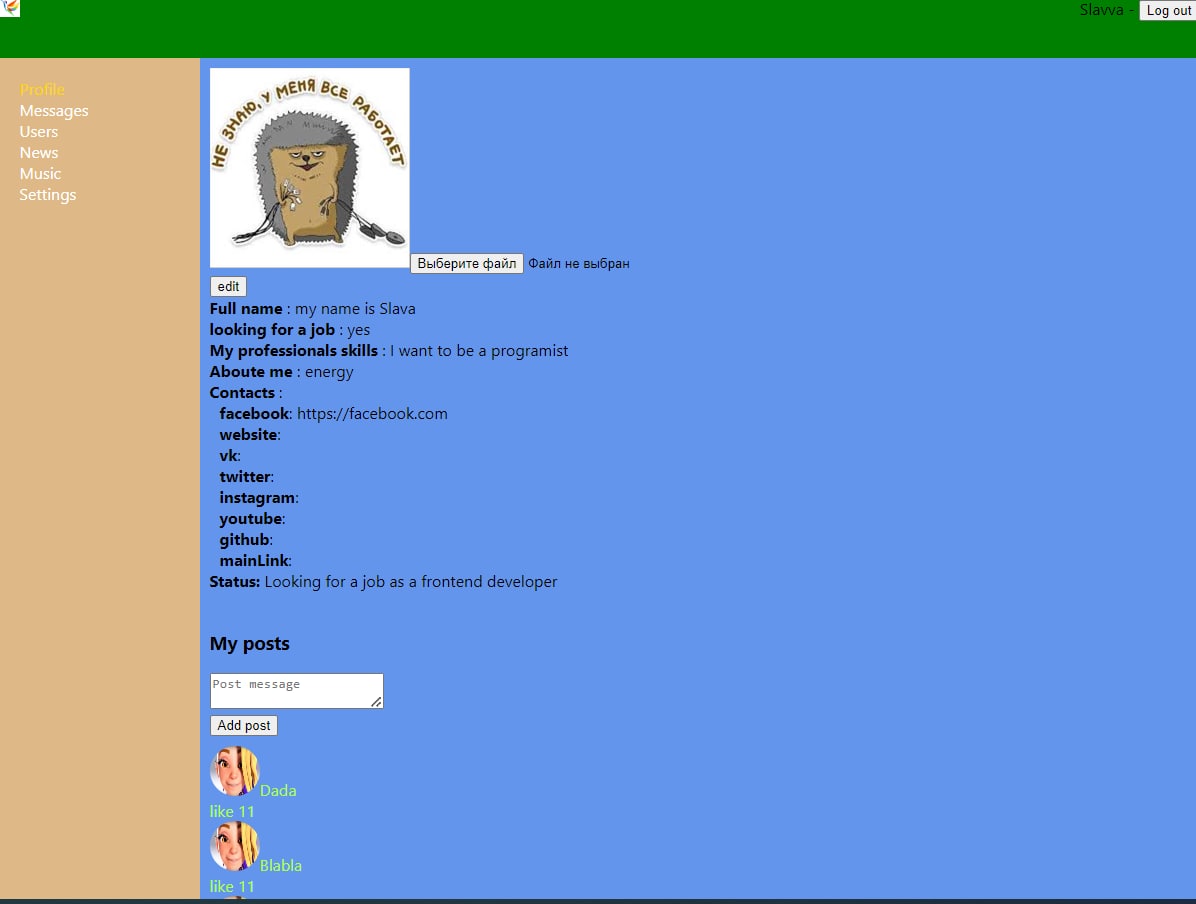 Slavva - Log out
Profile
Messages
Users
News
Music
Settings
НЕ ЗНАЮ, У МЕНЯ ВСЕ РАБОТАЕТ
Выберите файл Файл не выбран
edit
Full name : my name is Slava
looking for a job : yes
My professionals skills : I want to be a programist
Aboute me : energy
Contacts :
facebook: https://facebook.com
website:
vk:
twitter:
instagram:
youtube:
github:
mainLink:
Status: Looking for a job as a frontend developer
My posts
Post message
Add post
Dada
like 11
Blabla
like 11